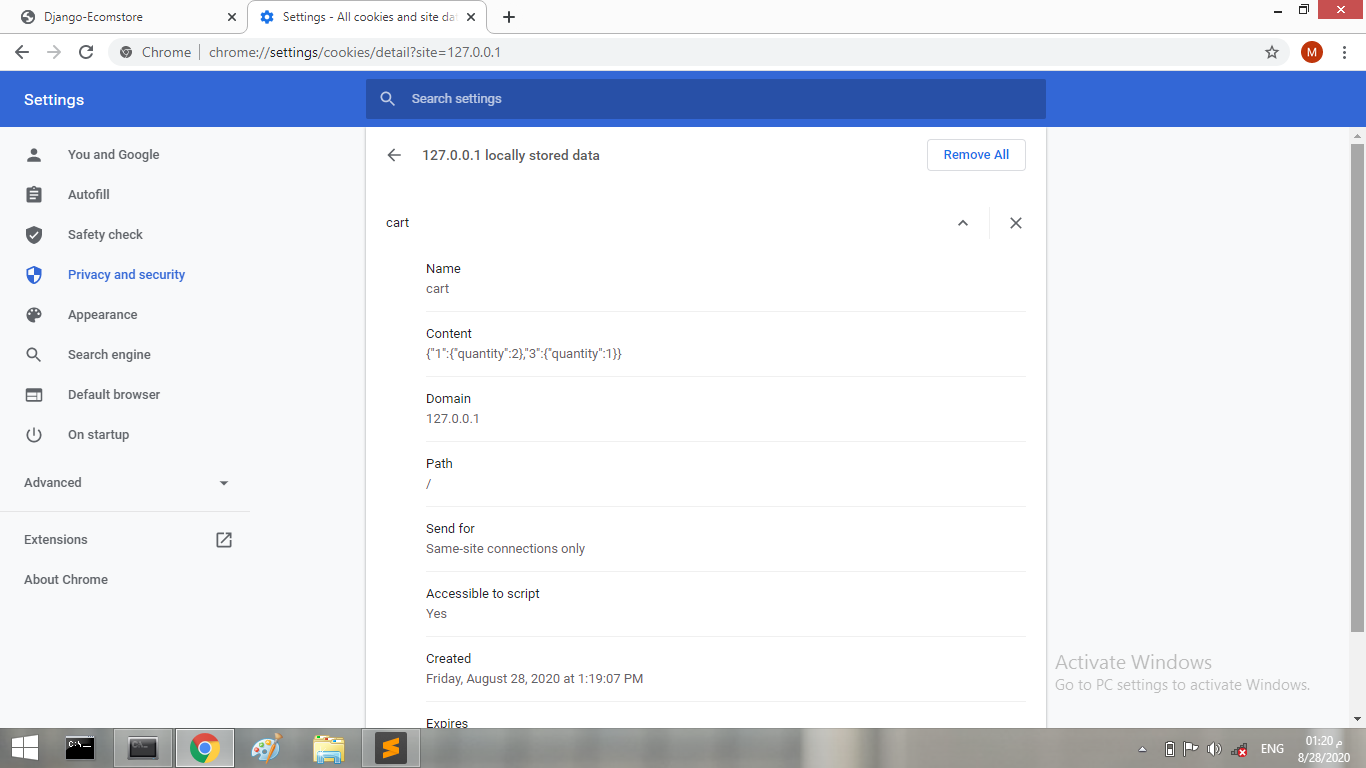 Django-Ecomstore
Settings - All cookies and site da
Chrome
chrome://settings/cookies/detail?site=127.0.0.1
M
Settings
Search settings
You and Google
Autofill
Safety check
Privacy and security
Appearance
Search engine
Default browser
On startup
Advanced
Extensions
About Chrome
127.0.0.1 locally stored data
Remove All
cart
Name
cart
Content
{"1":{"quantity":2},"3":{"quantity":1}}
Domain
127.0.0.1
Path
/
Send for
Same-site connections only
Accessible to script
Yes
Created
Friday, August 28, 2020 at 1:19:07 PM
Expires
Activate Windows
Go to PC settings to activate Windows.
ENG
01:20 م
8/28/2020